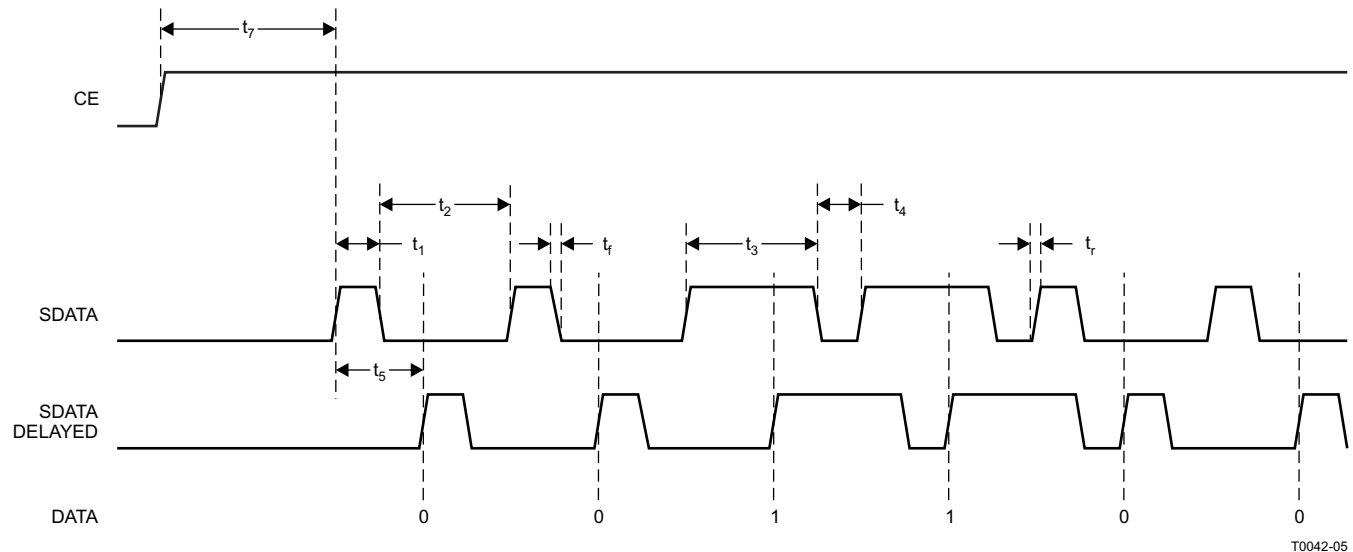 t7
CE
t2
t4
t1
tf
t3
tr
SDATA
t5
SDATA
DELAYED
DATA 0 0 1 1 0 0
T0042-05